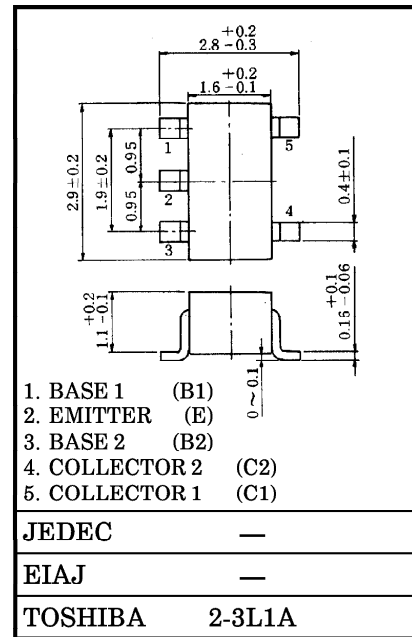 +0.2
2.8 -0.3
+0.2
1.6 -0.1
2.9±0.2
1.9±0.2
0.95
0.95
1
2
3
5
4
0.4±0.1
+0.2
1.1 -0.1
+0.1
0.16 -0.06
0 ~ 0.1
1. BASE 1 (B1)
2. EMITTER (E)
3. BASE 2 (B2)
4. COLLECTOR 2 (C2)
5. COLLECTOR 1 (C1)
JEDEC —
EIAJ —
TOSHIBA 2-3L1A